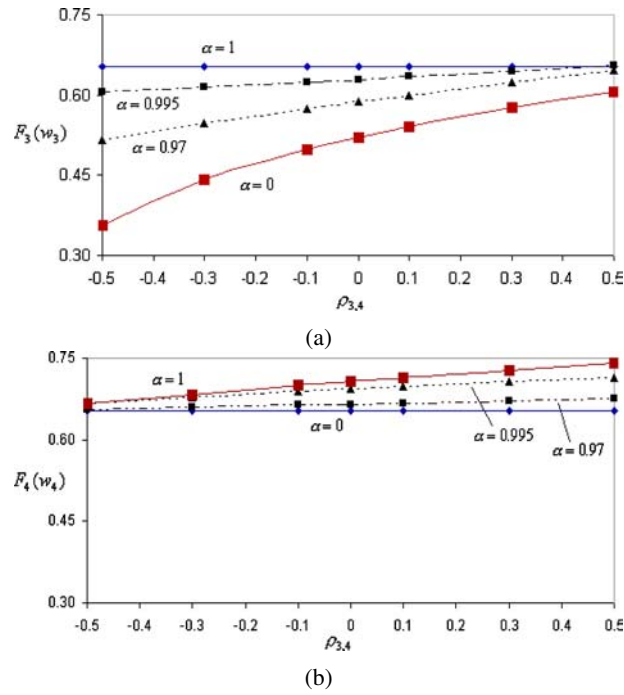 0.75
α = 1
0.60
α = 0.995
F₃(w₃)
α = 0.97
0.45
α = 0
0.30
-0.5 -0.4 -0.3 -0.2 -0.1 0 0.1 0.2 0.3 0.4 0.5
ρ₃,₄
(a)
0.75
α = 1
0.60
α = 0
α = 0.995
α = 0.97
F₄(w₄)
0.45
0.30
-0.5 -0.4 -0.3 -0.2 -0.1 0 0.1 0.2 0.3 0.4 0.5
ρ₃,₄
(b)